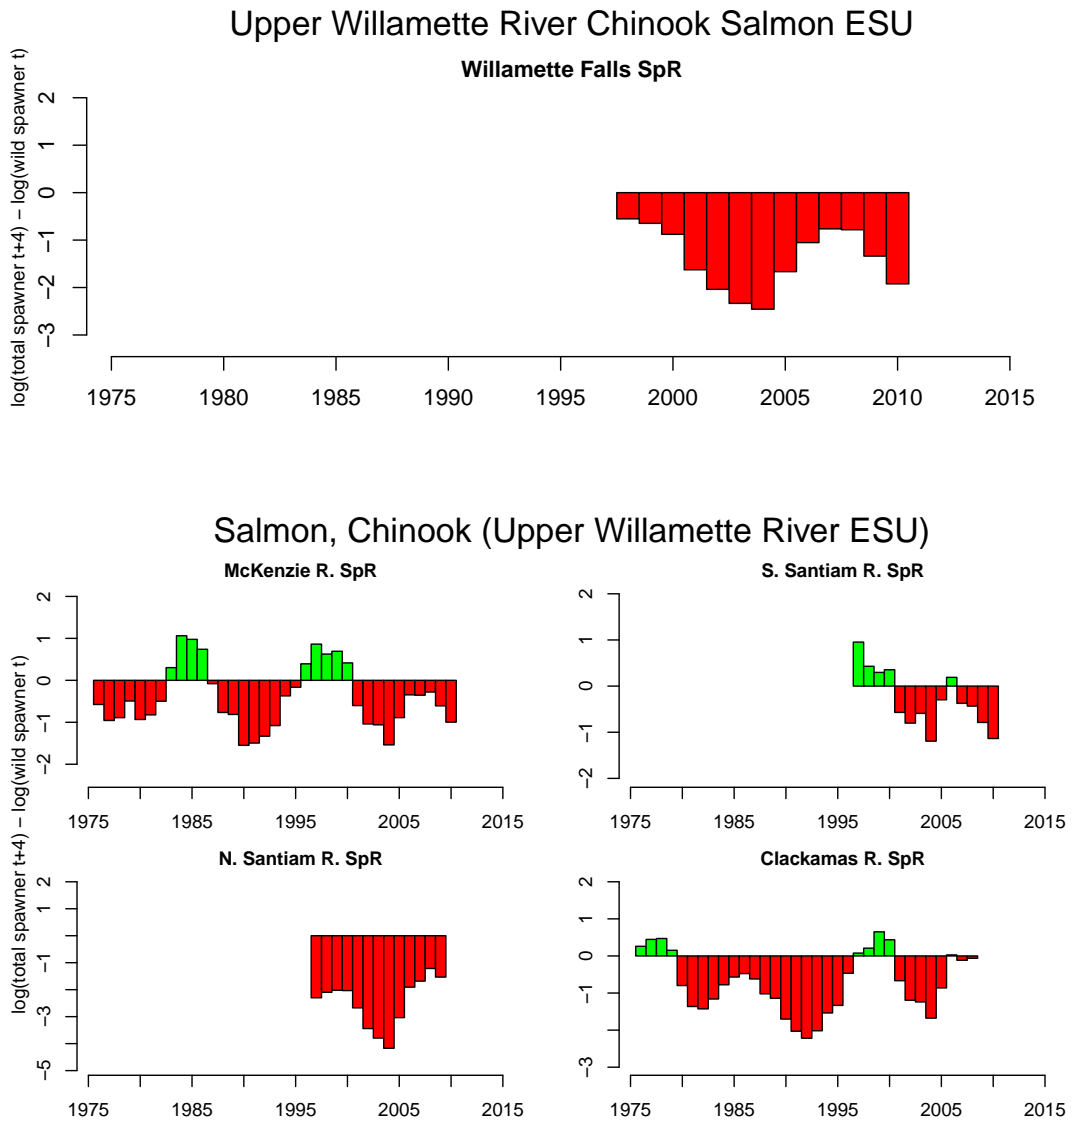 Upper Willamette River Chinook Salmon ESU
Willamette Falls SpR
log(total spawner t+4) − log(wild spawner t)
2
1
0
−1
−2
−3
1975 1980 1985 1990 1995 2000 2005 2010 2015
Salmon, Chinook (Upper Willamette River ESU)
log(total spawner t+4) − log(wild spawner t)
McKenzie R. SpR
2
1
0
−1
−2
1975 1985 1995 2005 2015
S. Santiam R. SpR
2
1
0
−1
−2
1975 1985 1995 2005 2015
N. Santiam R. SpR
2
1
−1
−3
−5
1975 1985 1995 2005 2015
Clackamas R. SpR
2
1
0
−1
−3
1975 1985 1995 2005 2015